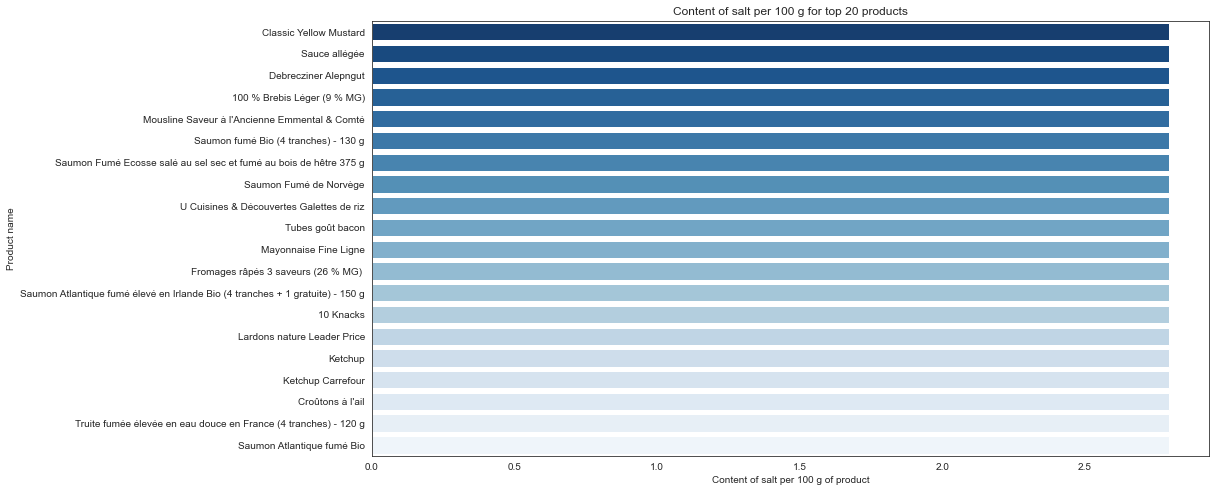 Content of salt per 100 g for top 20 products
Product name
Classic Yellow Mustard
Sauce allégée
Debrecziner Alepngut
100 % Brebis Léger (9 % MG)
Mousline Saveur à l'Ancienne Emmental & Comté
Saumon fumé Bio (4 tranches) - 130 g
Saumon Fumé Ecosse salé au sel sec et fumé au bois de hêtre 375 g
Saumon Fumé de Norvège
U Cuisines & Découvertes Galettes de riz
Tubes goût bacon
Mayonnaise Fine Ligne
Fromages râpés 3 saveurs (26 % MG)
Saumon Atlantique fumé élevé en Irlande Bio (4 tranches + 1 gratuite) - 150 g
10 Knacks
Lardons nature Leader Price
Ketchup
Ketchup Carrefour
Croûtons à l'ail
Truite fumée élevée en eau douce en France (4 tranches) - 120 g
Saumon Atlantique fumé Bio
0.0 0.5 1.0 1.5 2.0 2.5
Content of salt per 100 g of product